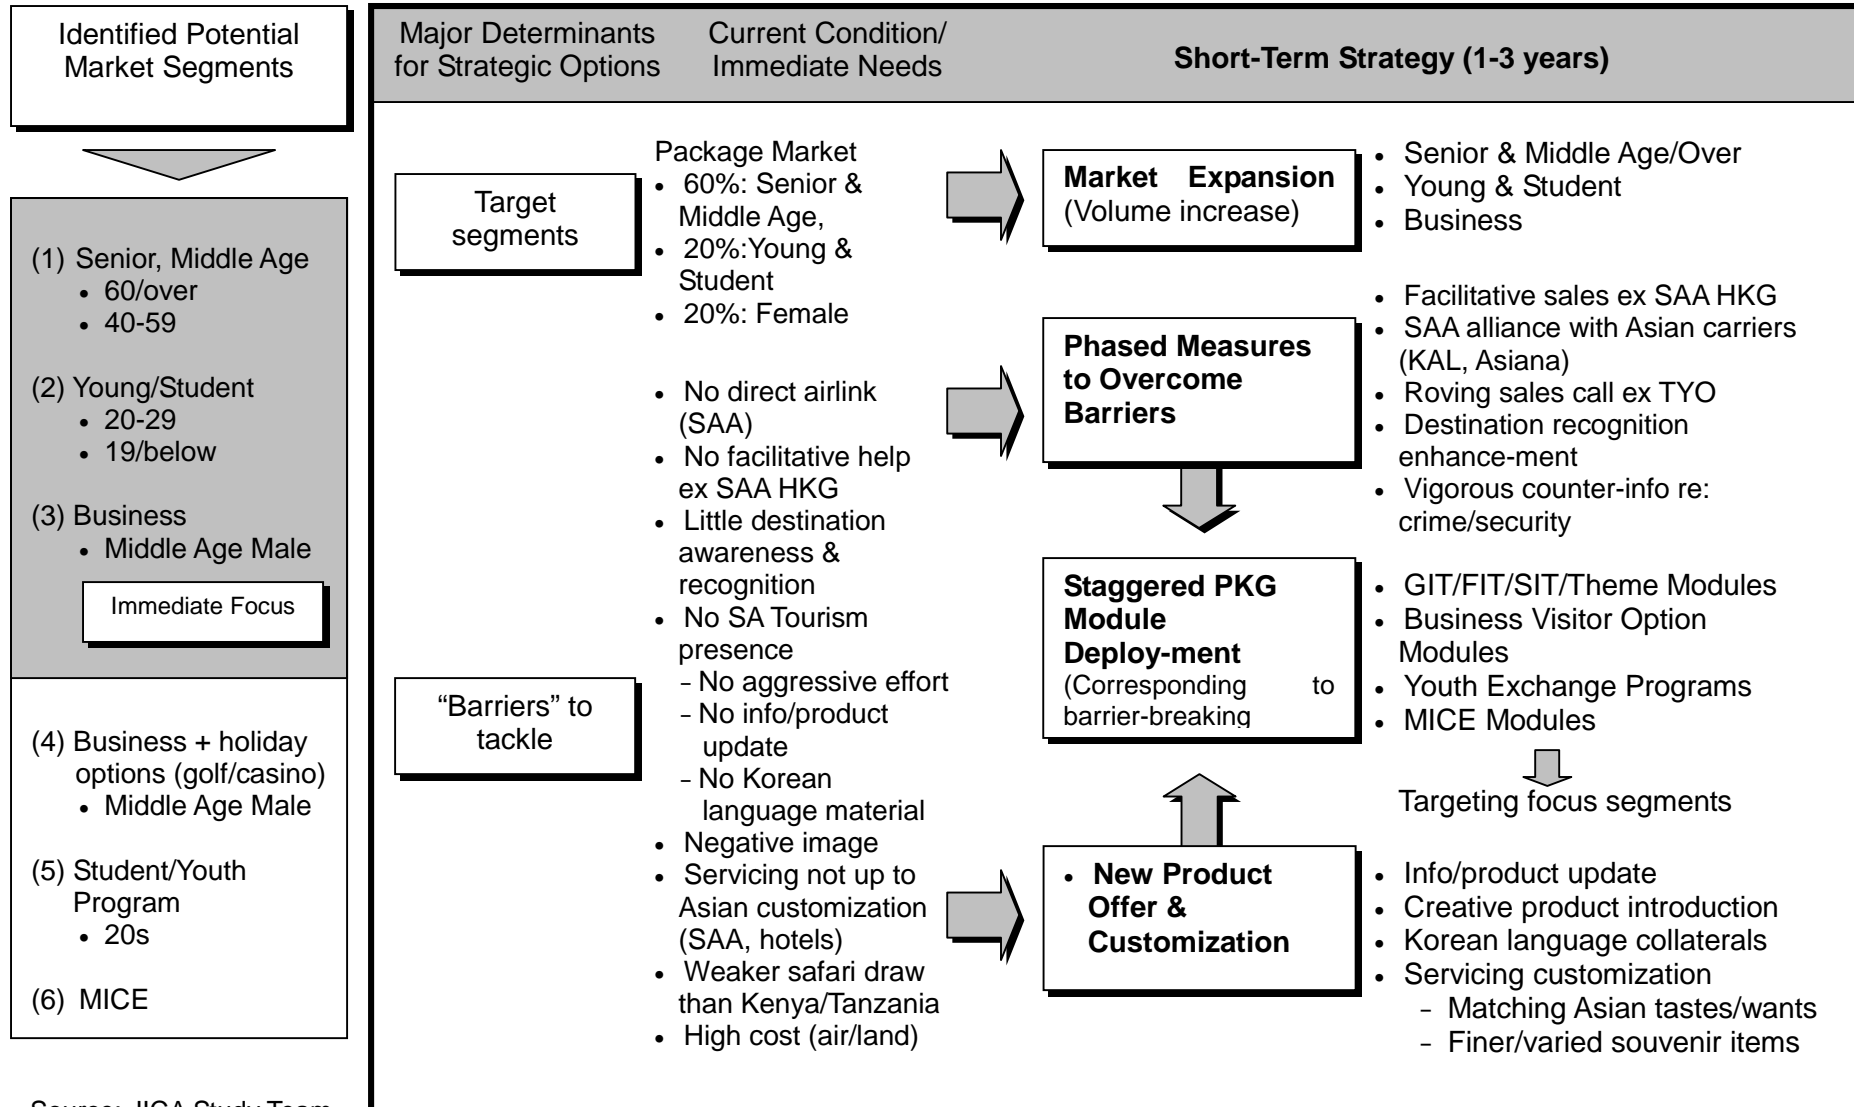 Identified Potential
Market Segments
(1) Senior, Middle Age
• 60/over
• 40-59
(2) Young/Student
• 20-29
• 19/below
(3) Business
• Middle Age Male
Immediate Focus
(4) Business + holiday
options (golf/casino)
• Middle Age Male
(5) Student/Youth
Program
• 20s
(6) MICE
Source: JICA Study Team
Major Determinants
for Strategic Options
Current Condition/
Immediate Needs
Short-Term Strategy (1-3 years)
Target
segments
“Barriers” to
tackle
Package Market
• 60%: Senior &
Middle Age,
• 20%:Young &
Student
• 20%: Female
• No direct airlink
(SAA)
• No facilitative help
ex SAA HKG
• Little destination
awareness &
recognition
• No SA Tourism
presence
– No aggressive effort
– No info/product
update
– No Korean
language material
• Negative image
• Servicing not up to
Asian customization
(SAA, hotels)
• Weaker safari draw
than Kenya/Tanzania
• High cost (air/land)
Market Expansion
(Volume increase)
Phased Measures
to Overcome
Barriers
Staggered PKG
Module
Deploy-ment
(Corresponding to
barrier-breaking
• New Product
Offer &
Customization
• Senior & Middle Age/Over
• Young & Student
• Business
• Facilitative sales ex SAA HKG
• SAA alliance with Asian carriers
(KAL, Asiana)
• Roving sales call ex TYO
• Destination recognition
enhance-ment
• Vigorous counter-info re:
crime/security
• GIT/FIT/SIT/Theme Modules
• Business Visitor Option
Modules
• Youth Exchange Programs
• MICE Modules
Targeting focus segments
• Info/product update
• Creative product introduction
• Korean language collaterals
• Servicing customization
– Matching Asian tastes/wants
– Finer/varied souvenir items